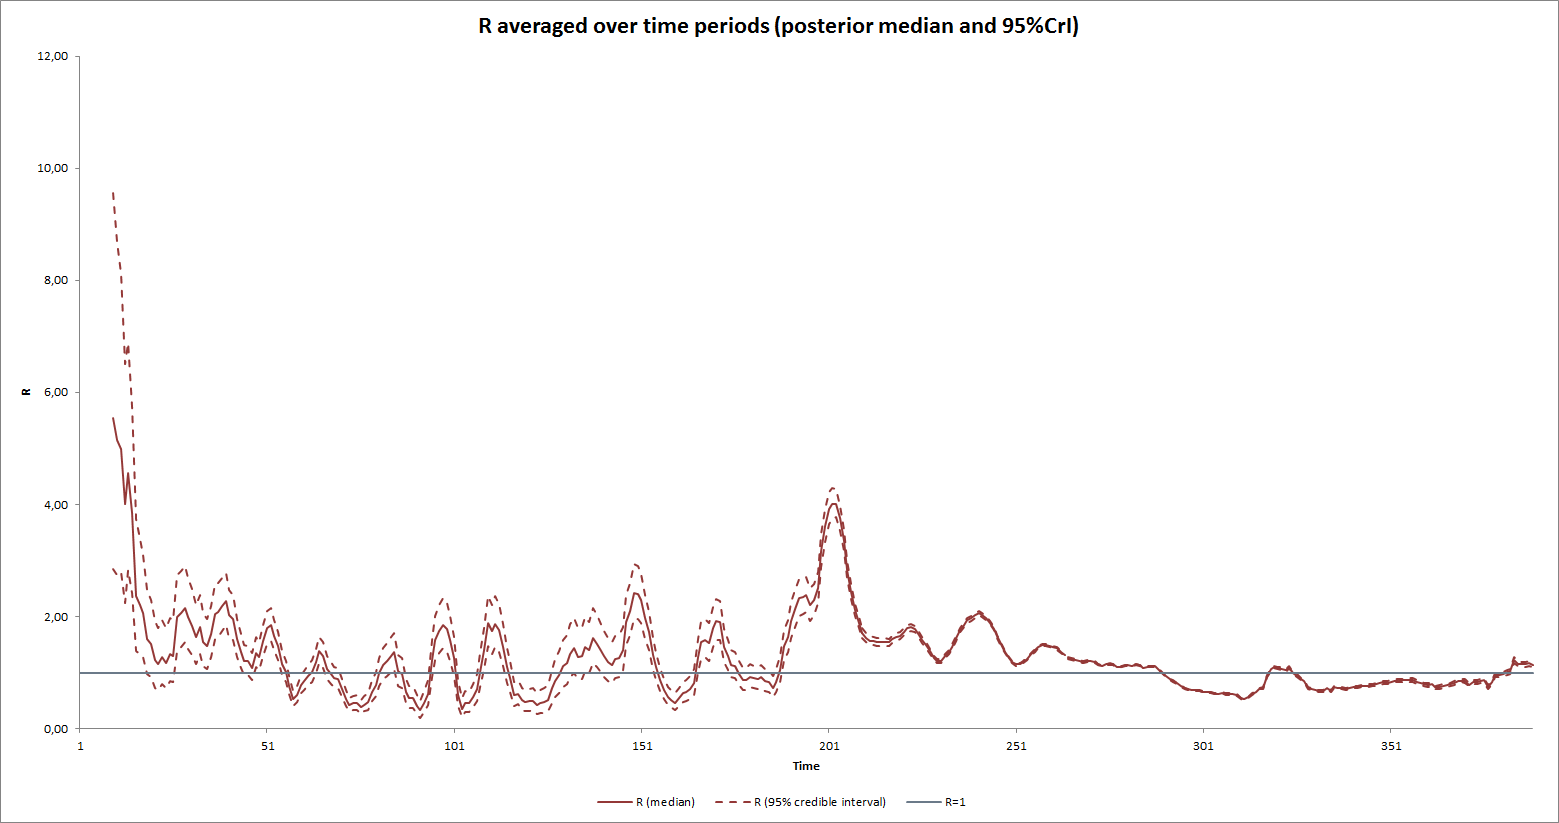 R averaged over time periods (posterior median and 95%CrI)
12,00
10,00
8,00
6,00
R
4,00
2,00
0,00
1 51 101 151 201 251 301 351
Time
R (median) R (95% credible interval) R=1